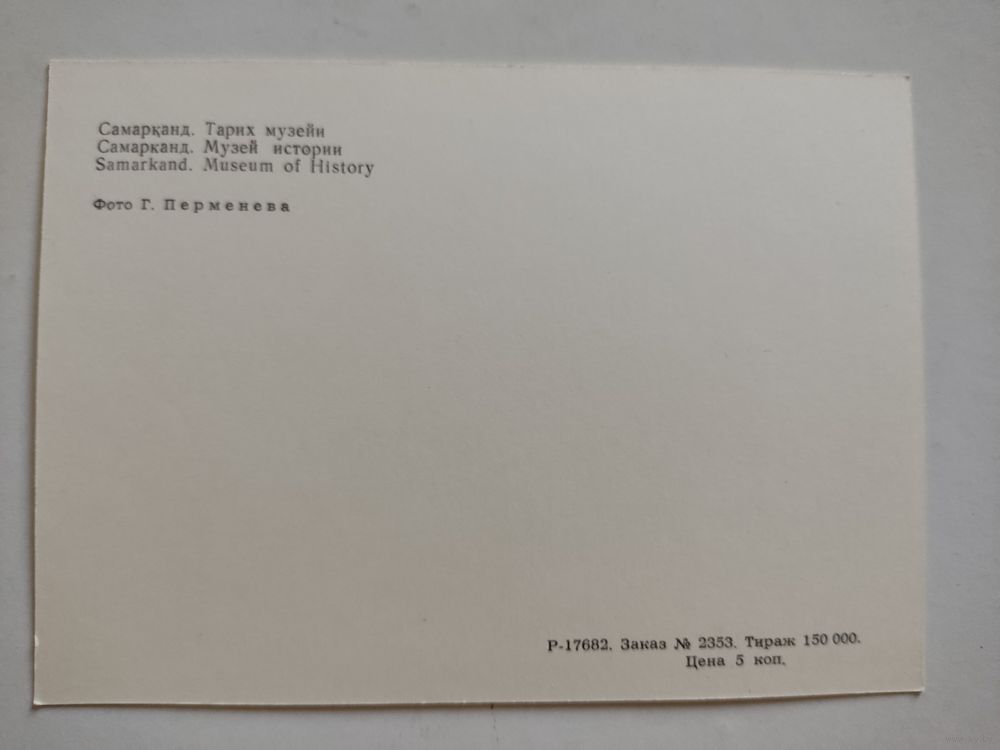 Самарқанд. Тарих музейи
Самарканд. Музей истории
Samarkand. Museum of History
Фото Г. Перменева
Р-17682. Заказ № 2353. Тираж 150 000.
Цена 5 коп.